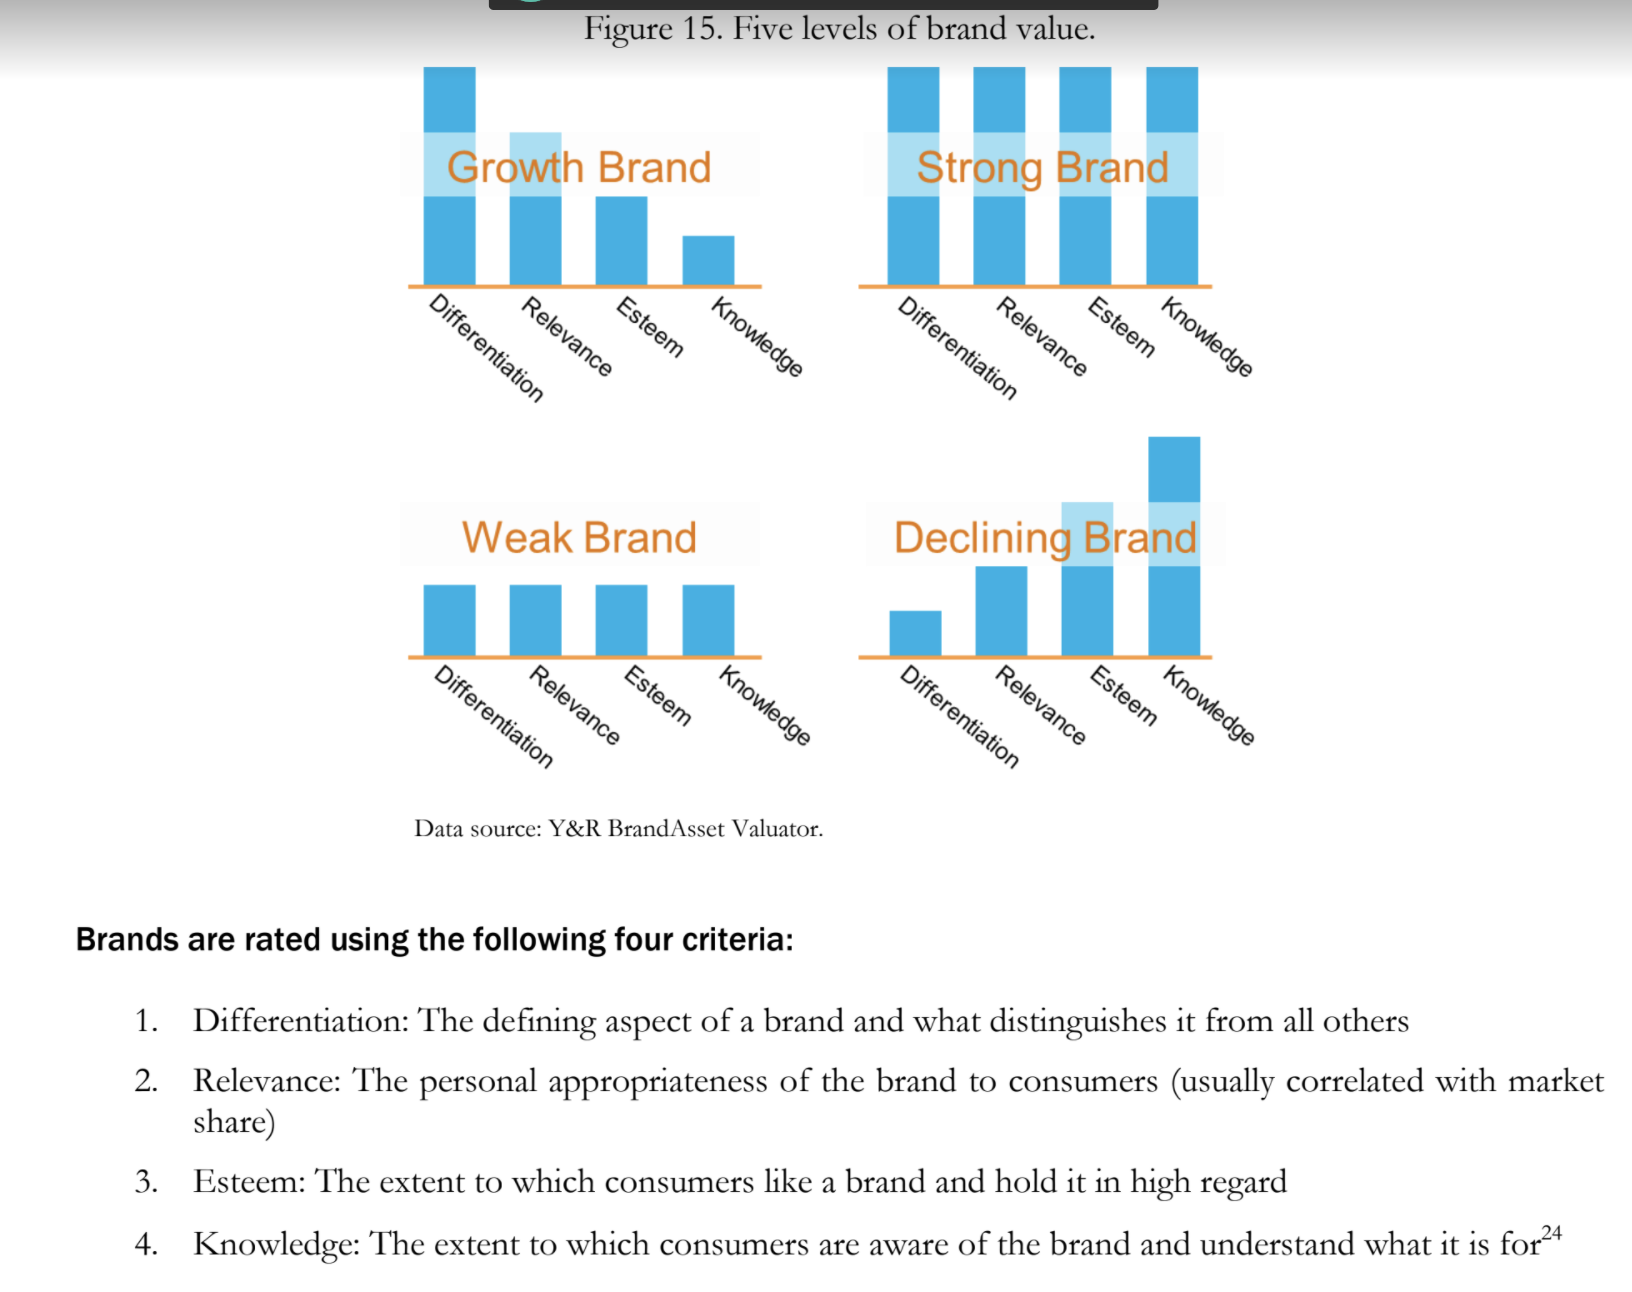 Figure 15. Five levels of brand value.
Growth Brand
Differentiation
Relevance
Esteem
Knowledge
Strong Brand
Differentiation
Relevance
Esteem
Knowledge
Weak Brand
Differentiation
Relevance
Esteem
Knowledge
Declining Brand
Differentiation
Relevance
Esteem
Knowledge
Data source: Y&R BrandAsset Valuator.
Brands are rated using the following four criteria:
1. Differentiation: The defining aspect of a brand and what distinguishes it from all others
2. Relevance: The personal appropriateness of the brand to consumers (usually correlated with market
share)
3. Esteem: The extent to which consumers like a brand and hold it in high regard
4. Knowledge: The extent to which consumers are aware of the brand and understand what it is for24